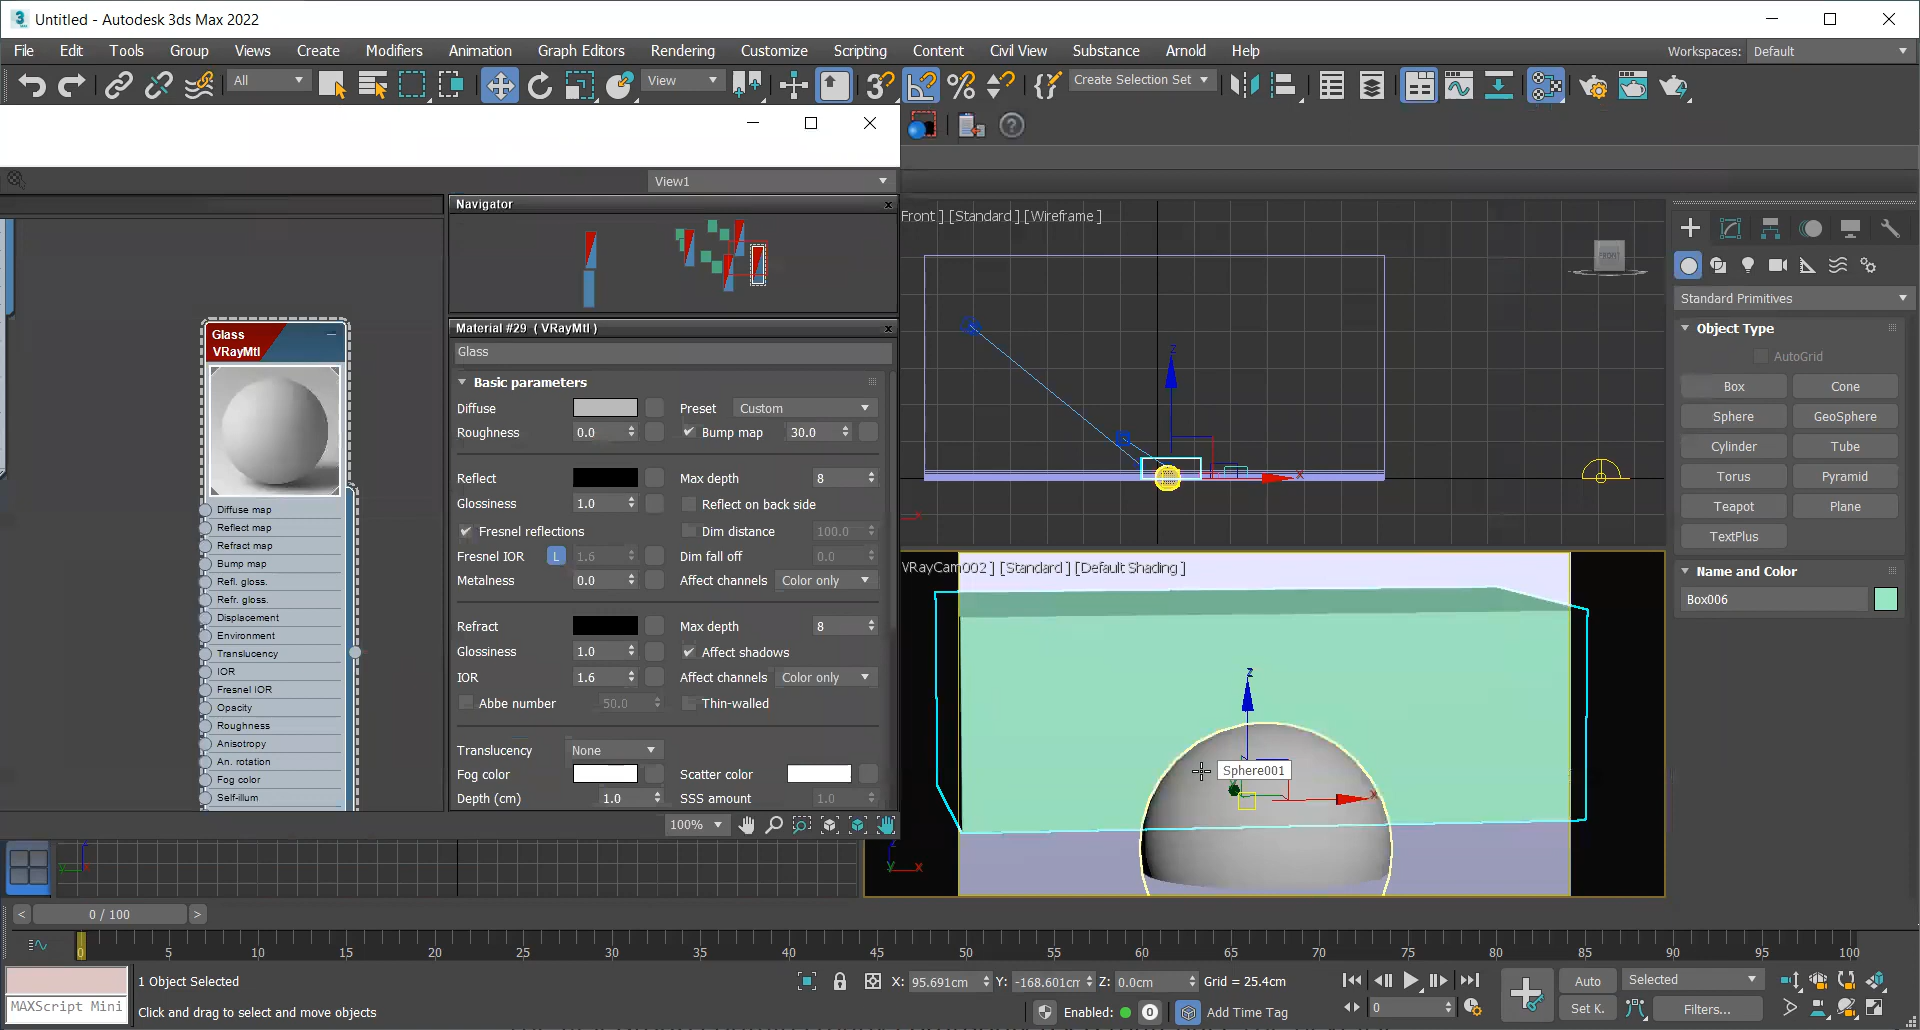 Untitled - Autodesk 3ds Max 2022
File Edit Tools Group Views Create Modifiers Animation Graph Editors Rendering Customize Scripting Content Civil View Substance Arnold Help Workspaces: Default
All View Create Selection Set
View1
Navigator
Glass
VRayMtl
Diffuse map
Reflect map
Refract map
Bump map
Refl. gloss.
Refr. gloss.
Displacement
Environment
Translucency
IOR
Fresnel IOR
Opacity
Roughness
Anisotropy
An. rotation
Fog color
Self-illum
Material #29 ( VRayMtl )
Glass
Basic parameters
Diffuse Preset Custom
Roughness 0.0 Bump map 30.0
Reflect Max depth 8
Glossiness 1.0 Reflect on back side
Fresnel reflections Dim distance 100.0
Fresnel IOR L 1.6 Dim fall off 0.0
Metalness 0.0 Affect channels Color only
Refract Max depth 8
Glossiness 1.0 Affect shadows
IOR 1.6 Affect channels Color only
Abbe number 50.0 Thin-walled
Translucency None
Fog color Scatter color
Depth (cm) 1.0 SSS amount 1.0
100%
Front ] [Standard ] [Wireframe ]
FRONT
z
x
x
VRayCam002 ] [Standard ] [Default Shading ]
z
Sphere001
x
z
y x
Standard Primitives
Object Type
AutoGrid
Box Cone
Sphere GeoSphere
Cylinder Tube
Torus Pyramid
Teapot Plane
TextPlus
Name and Color
Box006
z
y x
< 0 / 100 >
0 5 10 15 20 25 30 35 40 45 50 55 60 65 70 75 80 85 90 95 100
1 Object Selected X: 95.691cm Y: -168.601cm Z: 0.0cm Grid = 25.4cm Auto Selected
MAXScript Mini Click and drag to select and move objects Enabled: 0 Add Time Tag 0 Set K. Filters...